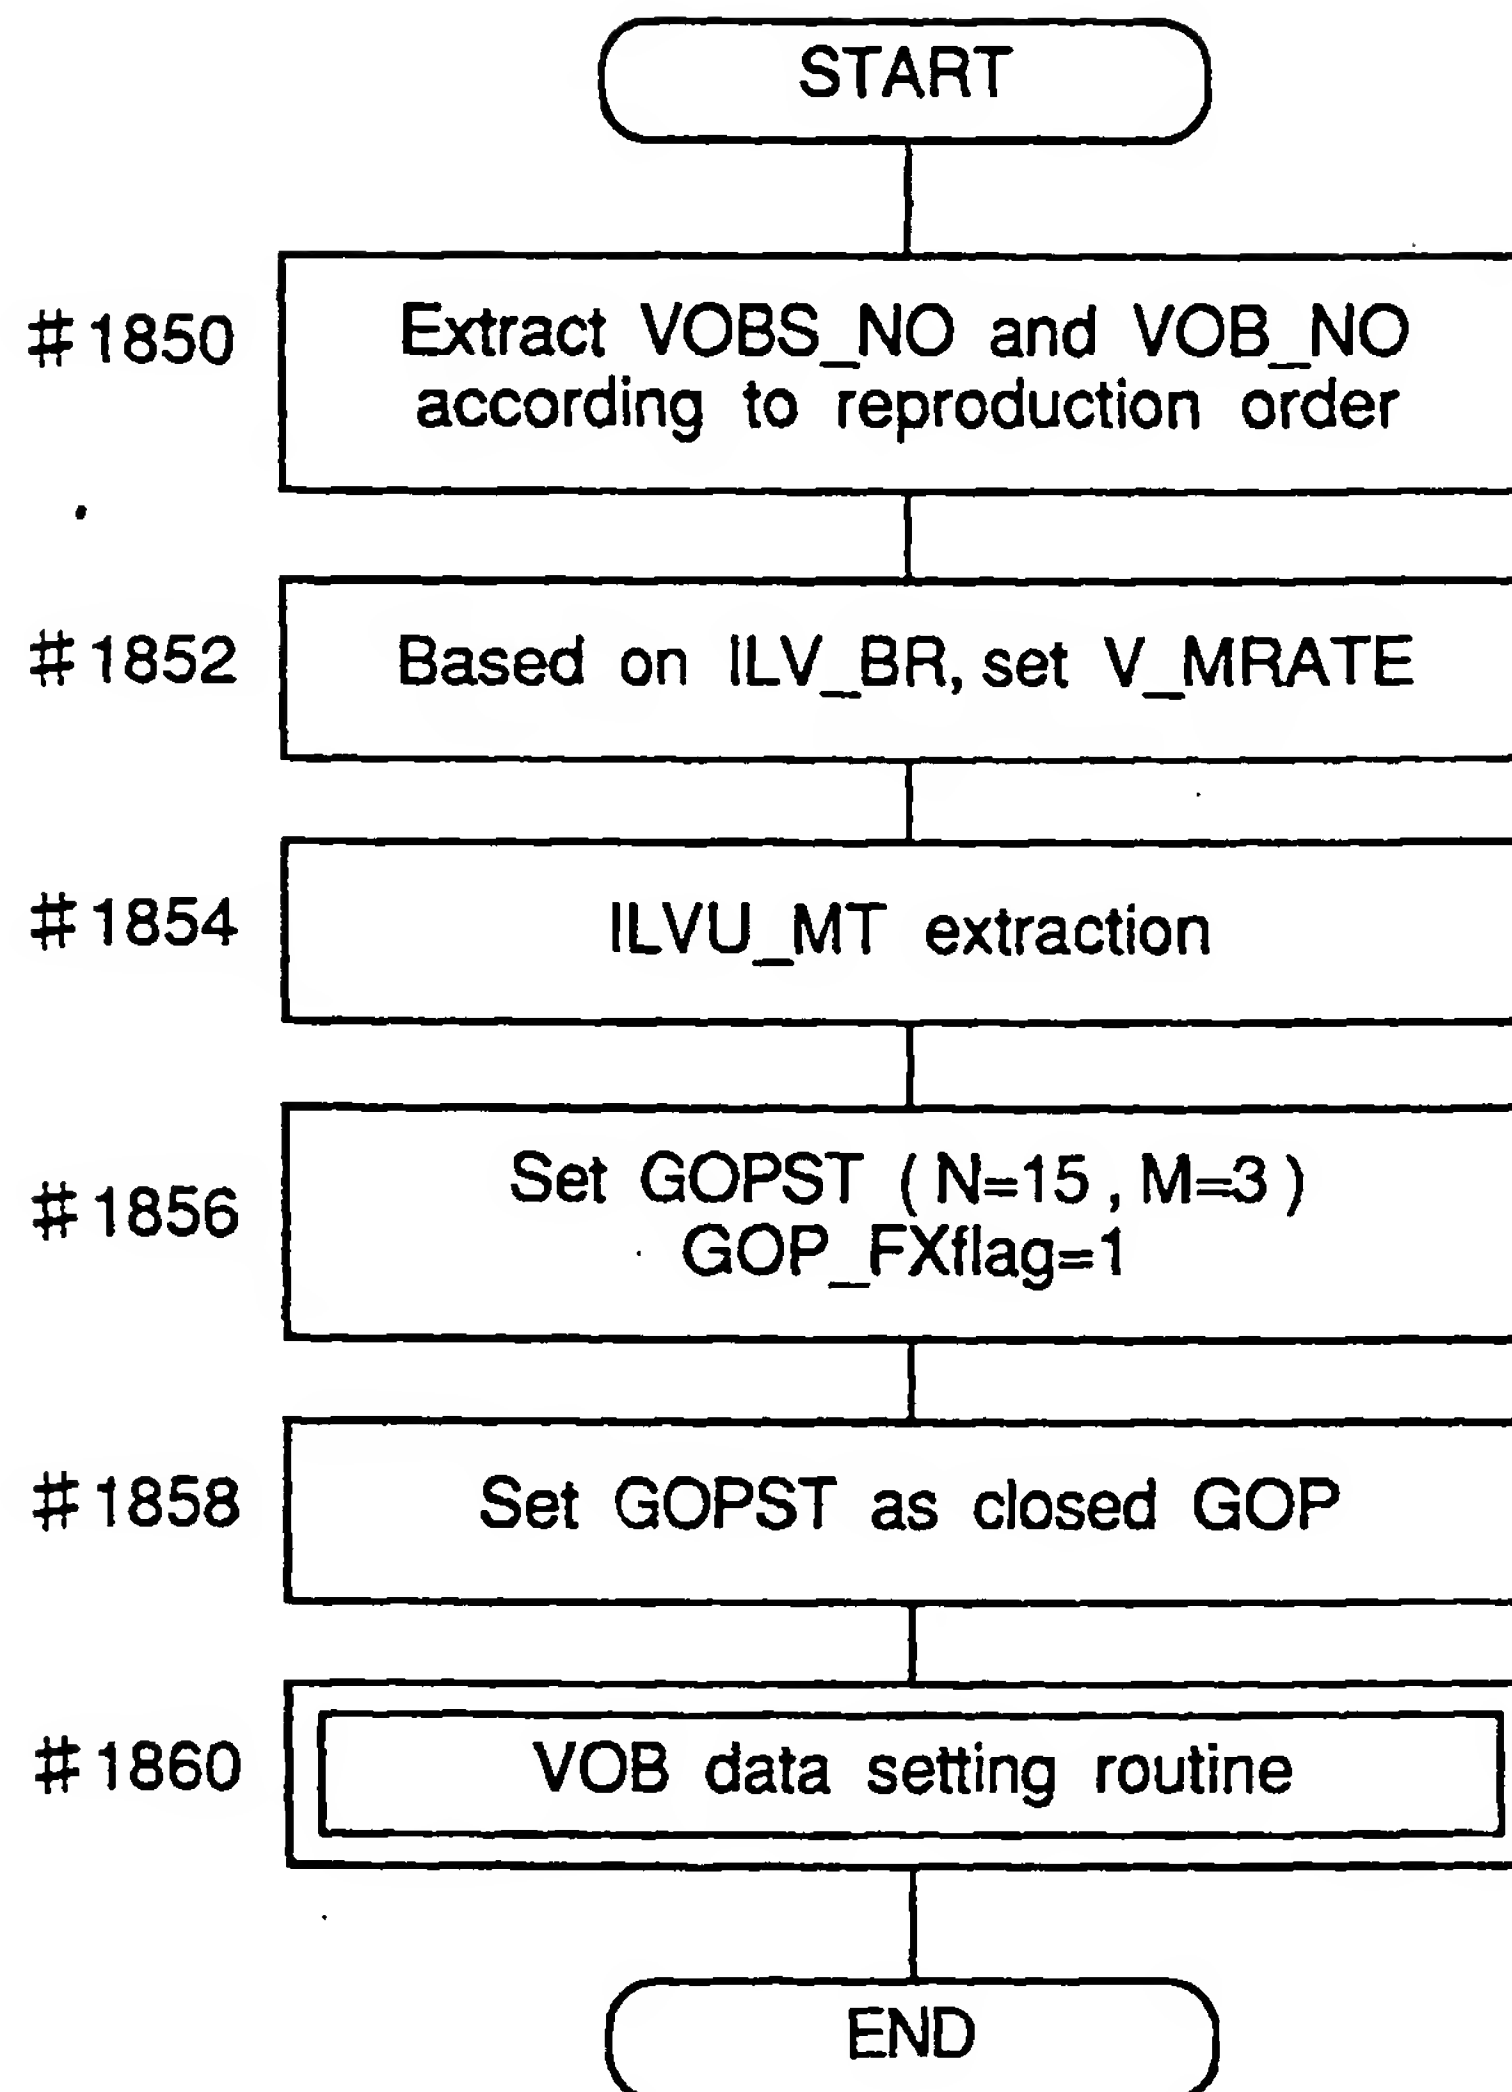 START
#1850
Extract VOBS_NO and VOB_NO
according to reproduction order
#1852
Based on ILV_BR, set V_MRATE
#1854
ILVU_MT extraction
#1856
Set GOPST (N=15, M=3)
GOP_FXflag=1
#1858
Set GOPST as closed GOP
#1860
VOB data setting routine
END